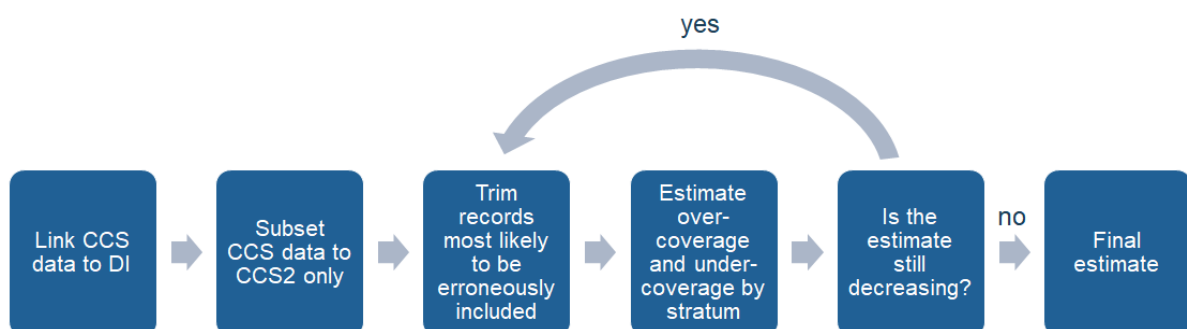 yes
Link CCS
data to DI
Subset
CCS data to
CCS2 only
Trim
records
most likely
to be
erroneously
included
Estimate
over-
coverage
and under-
coverage by
stratum
Is the
estimate
still
decreasing?
no
Final
estimate